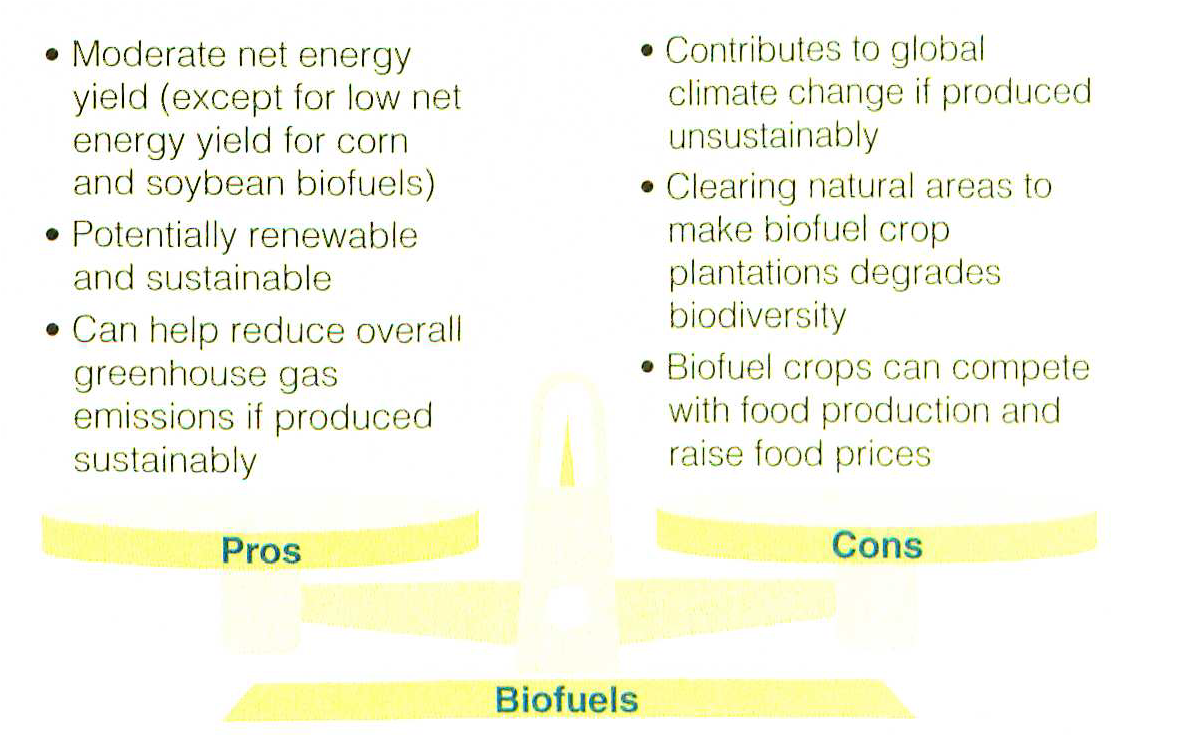 • Moderate net energy
yield (except for low net
energy yield for corn
and soybean biofuels)
• Potentially renewable
and sustainable
• Can help reduce overall
greenhouse gas
emissions if produced
sustainably
Pros
• Contributes to global
climate change if produced
unsustainably
• Clearing natural areas to
make biofuel crop
plantations degrades
biodiversity
• Biofuel crops can compete
with food production and
raise food prices
Cons
Biofuels